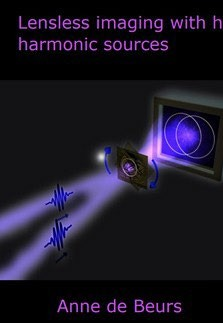 Lensless imaging with h
harmonic sources
Anne de Beurs